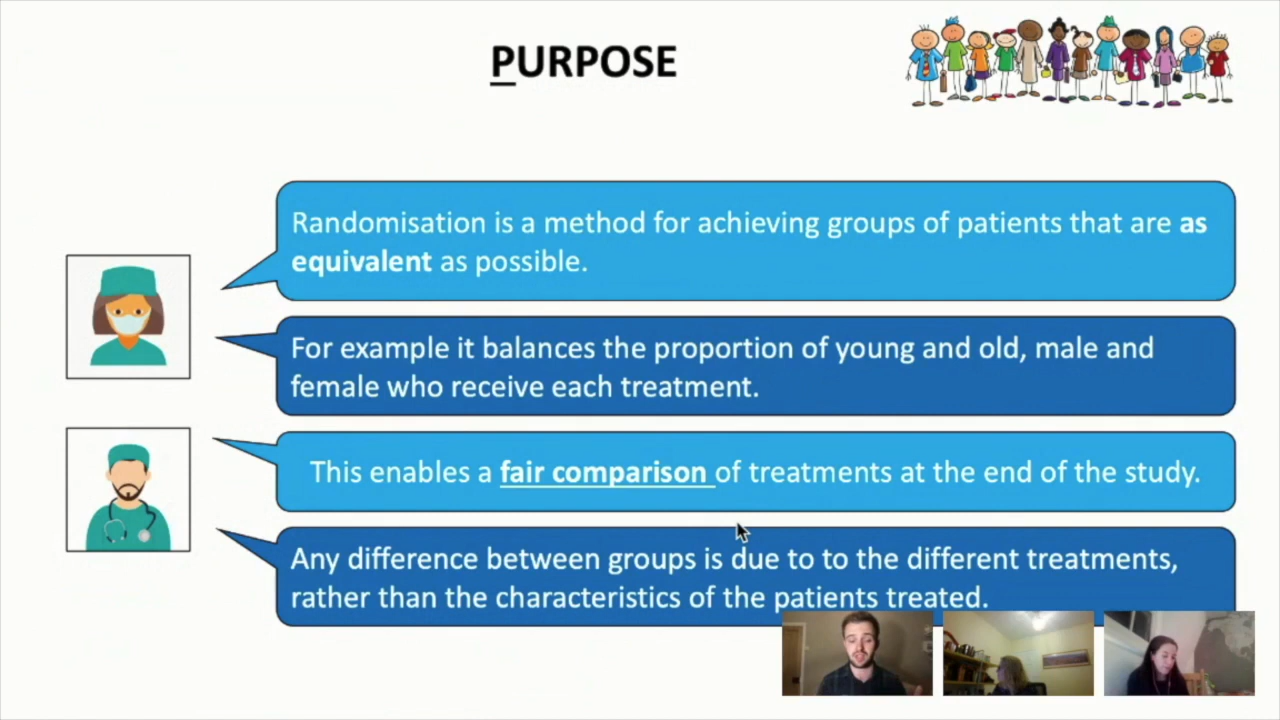 PURPOSE
Randomisation is a method for achieving groups of patients that are as
equivalent as possible.
For example it balances the proportion of young and old, male and
female who receive each treatment.
This enables a fair comparison of treatments at the end of the study.
Any difference between groups is due to to the different treatments,
rather than the characteristics of the patients treated.